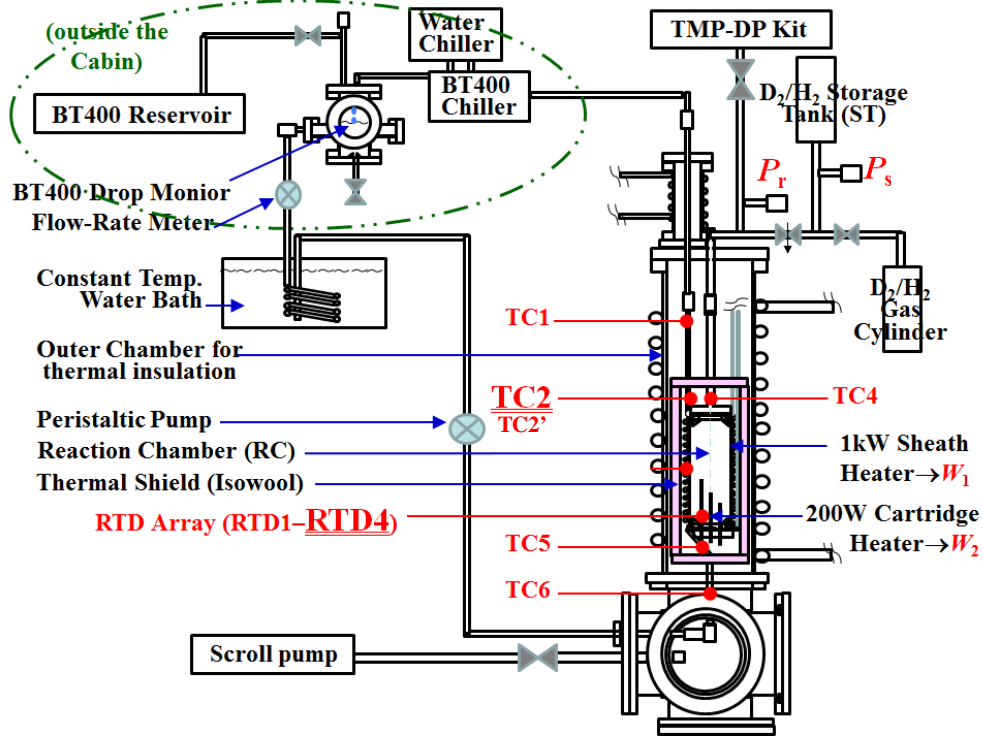 (outside the
Cabin)
Water
Chiller
TMP-DP Kit
BT400 Reservoir
BT400
Chiller
D2/H2 Storage
Tank (ST)
Pr
Ps
BT400 Drop Monior
Flow-Rate Meter
Constant Temp.
Water Bath
D2/H2
Gas
Cylinder
TC1
Outer Chamber for
thermal insulation
TC2
TC2’
TC4
Peristaltic Pump
Reaction Chamber (RC)
Thermal Shield (Isowool)
1kW Sheath
Heater→W1
RTD Array (RTD1–RTD4)
200W Cartridge
Heater→W2
TC5
TC6
Scroll pump